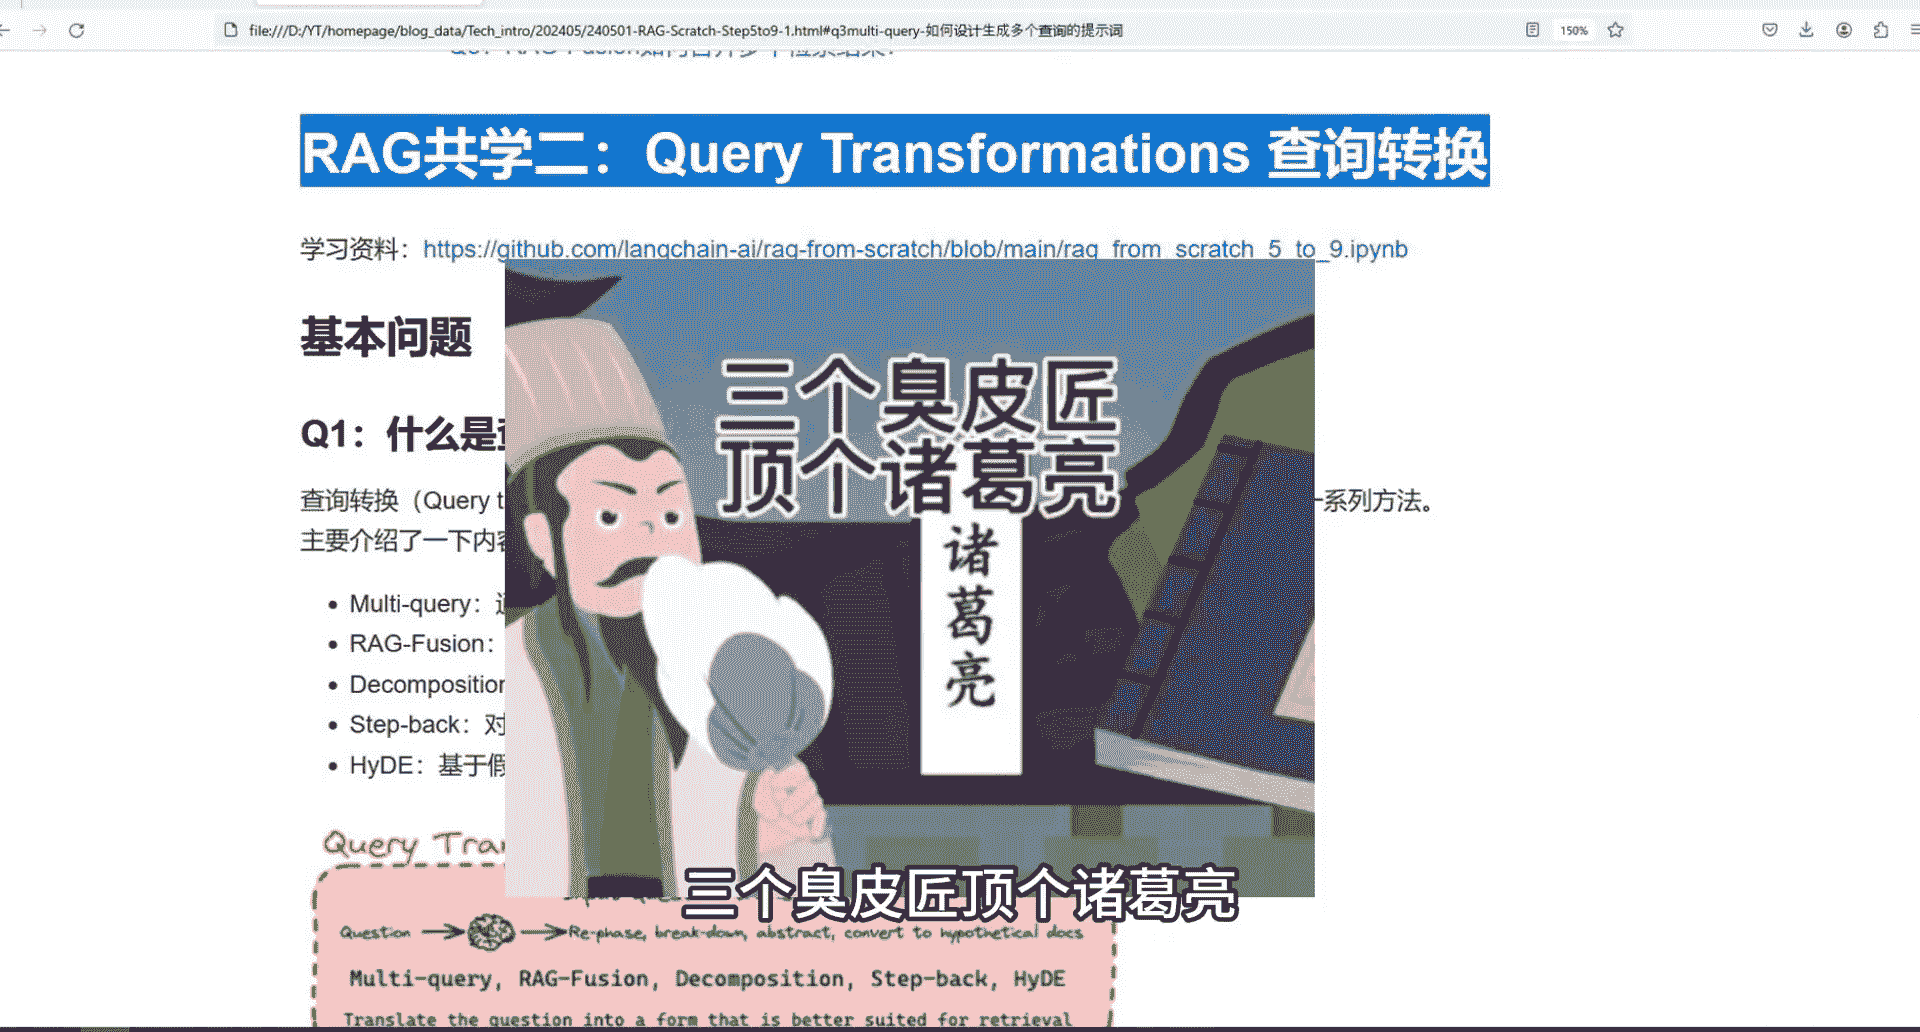 file:///D:/YT/homepage/blog_data/Tech_intro/202405/240501-RAG-Scratch-Step5to9-1.html#q3multi-query-如何设计生成多个查询的提示词
150%
RAG共学二：Query Transformations 查询转换
学习资料：https://github.com/langchain-ai/rag-from-scratch/blob/main/rag_from_scratch_5_to_9.ipynb
基本问题
三个臭皮匠
顶个诸葛亮
Q1：什么是
查询转换（Query t
一系列方法。
主要介绍了一下内容
诸葛亮
Multi-query：
RAG-Fusion：
Decomposition
Step-back：对
HyDE：基于假
Query Tra
三个臭皮匠顶个诸葛亮
Question
Re-phase, break-down, abstract, convert to hypothetical docs
Multi-query, RAG-Fusion, Decomposition, Step-back, HyDE
Translate the question into a form that is better suited for retrieval